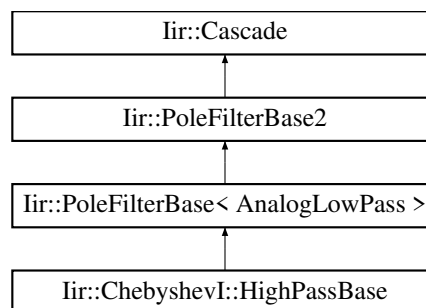 Iir::Cascade
Iir::PoleFilterBase2
Iir::PoleFilterBase< AnalogLowPass >
Iir::ChebyshevI::HighPassBase